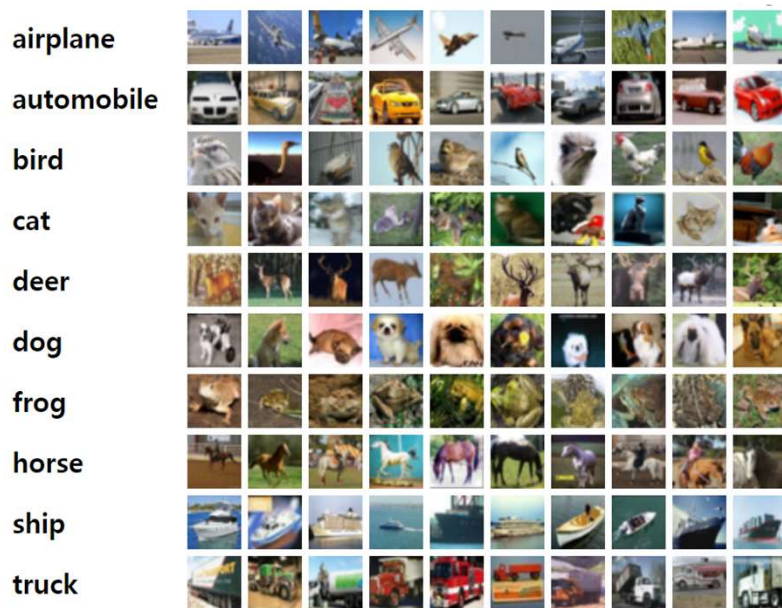 airplane
automobile
bird
cat
deer
dog
frog
horse
ship
truck